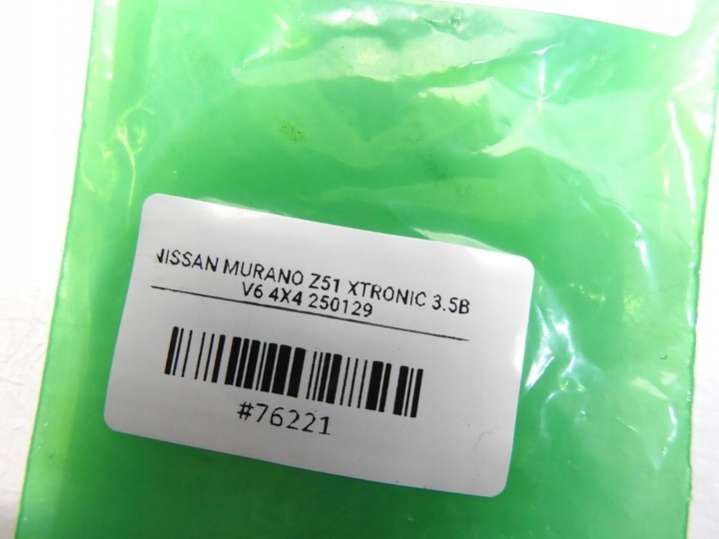 NISSAN MURANO Z51 XTRONIC 3.5B
V6 4X4 250129
#76221